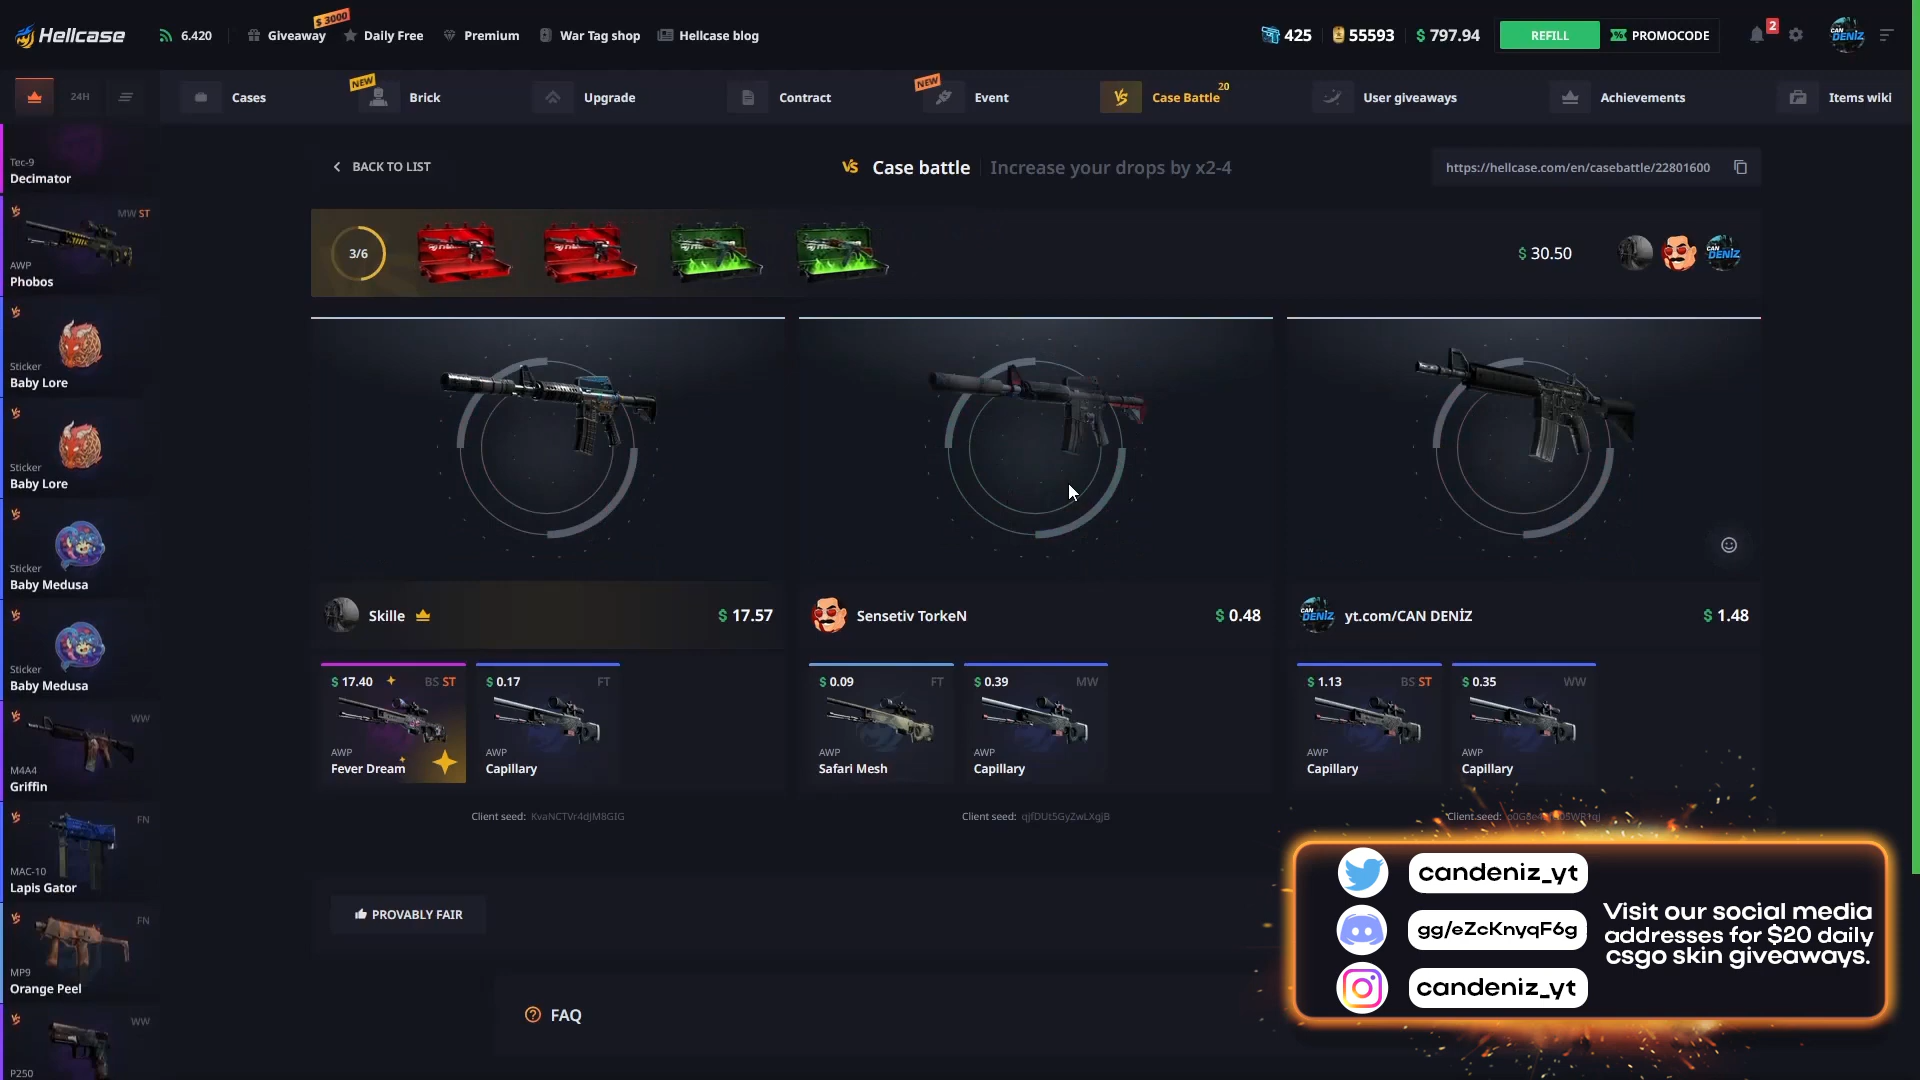 Hellcase
6.420
Giveaway
$ 3000
Daily Free
Premium
War Tag shop
Hellcase blog
425
55593
$ 797.94
REFILL
PROMOCODE
2
CAN DENİZ
24H
Cases
NEW
Brick
Upgrade
Contract
NEW
Event
Case Battle
20
User giveaways
Achievements
Items wiki
Tec-9
Decimator
MW ST
AWP
Phobos
Sticker
Baby Lore
Sticker
Baby Lore
Sticker
Baby Medusa
Sticker
Baby Medusa
WW
M4A4
Griffin
FN
MAC-10
Lapis Gator
FN
MP9
Orange Peel
WW
P250
BACK TO LIST
VS Case battle
Increase your drops by x2-4
https://hellcase.com/en/casebattle/22801600
3/6
$ 30.50
Skille
$ 17.57
Sensetiv TorkeN
$ 0.48
yt.com/CAN DENİZ
$ 1.48
$ 17.40
BS ST
AWP
Fever Dream
$ 0.17
FT
AWP
Capillary
$ 0.09
FT
AWP
Safari Mesh
$ 0.39
MW
AWP
Capillary
$ 1.13
BS ST
AWP
Capillary
$ 0.35
WW
AWP
Capillary
Client seed: KvaNCTVr4dJM8GIG
Client seed: qjfDUt5GyZwLXgjB
Client seed:
PROVABLY FAIR
FAQ
candeniz_yt
gg/eZcKnyqF6g
candeniz_yt
Visit our social media
addresses for $20 daily
csgo skin giveaways.